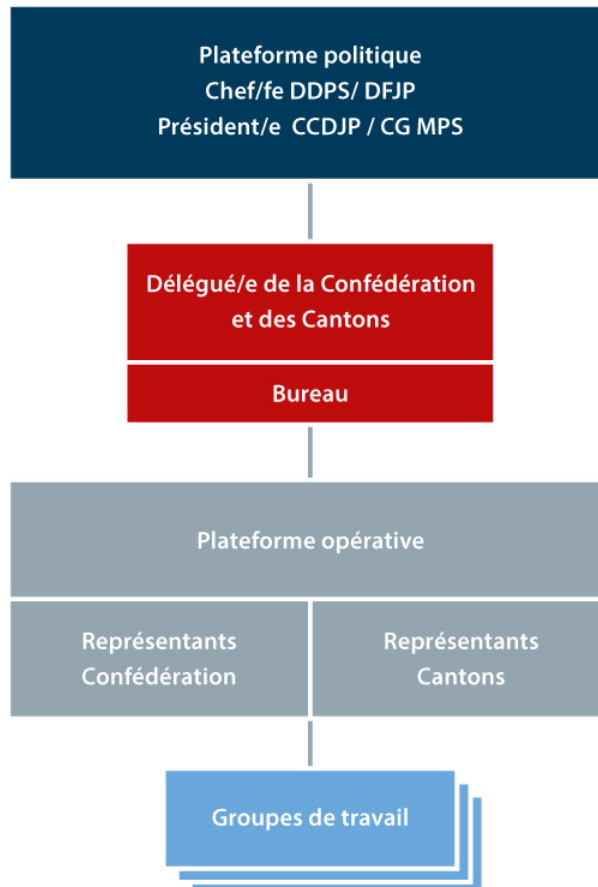 Plateforme politique
Chef/fe DDPS/ DFJP
Président/e CCDJP / CG MPS
Délégué/e de la Confédération
et des Cantons
Bureau
Plateforme opérative
Représentants
Confédération
Représentants
Cantons
Groupes de travail